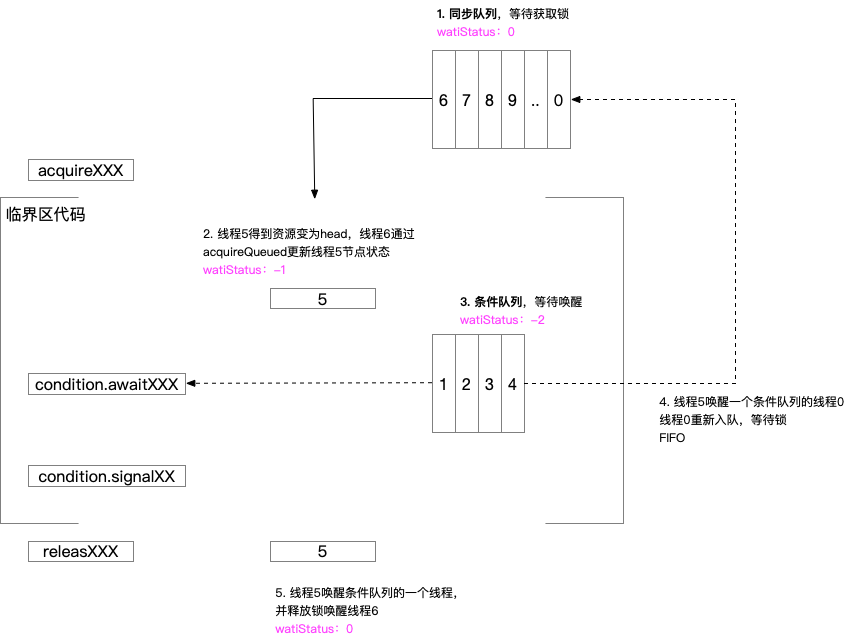 1. 同步队列，等待获取锁
watiStatus：0
6 7 8 9 .. 0
acquireXXX
临界区代码
2. 线程5得到资源变为head，线程6通过
acquireQueued更新线程5节点状态
watiStatus：-1
5
3. 条件队列，等待唤醒
watiStatus：-2
condition.awaitXXX
1 2 3 4
4. 线程5唤醒一个条件队列的线程0
线程0重新入队，等待锁
FIFO
condition.signalXX
releasXXX
5
5. 线程5唤醒条件队列的一个线程，
并释放锁唤醒线程6
watiStatus：0